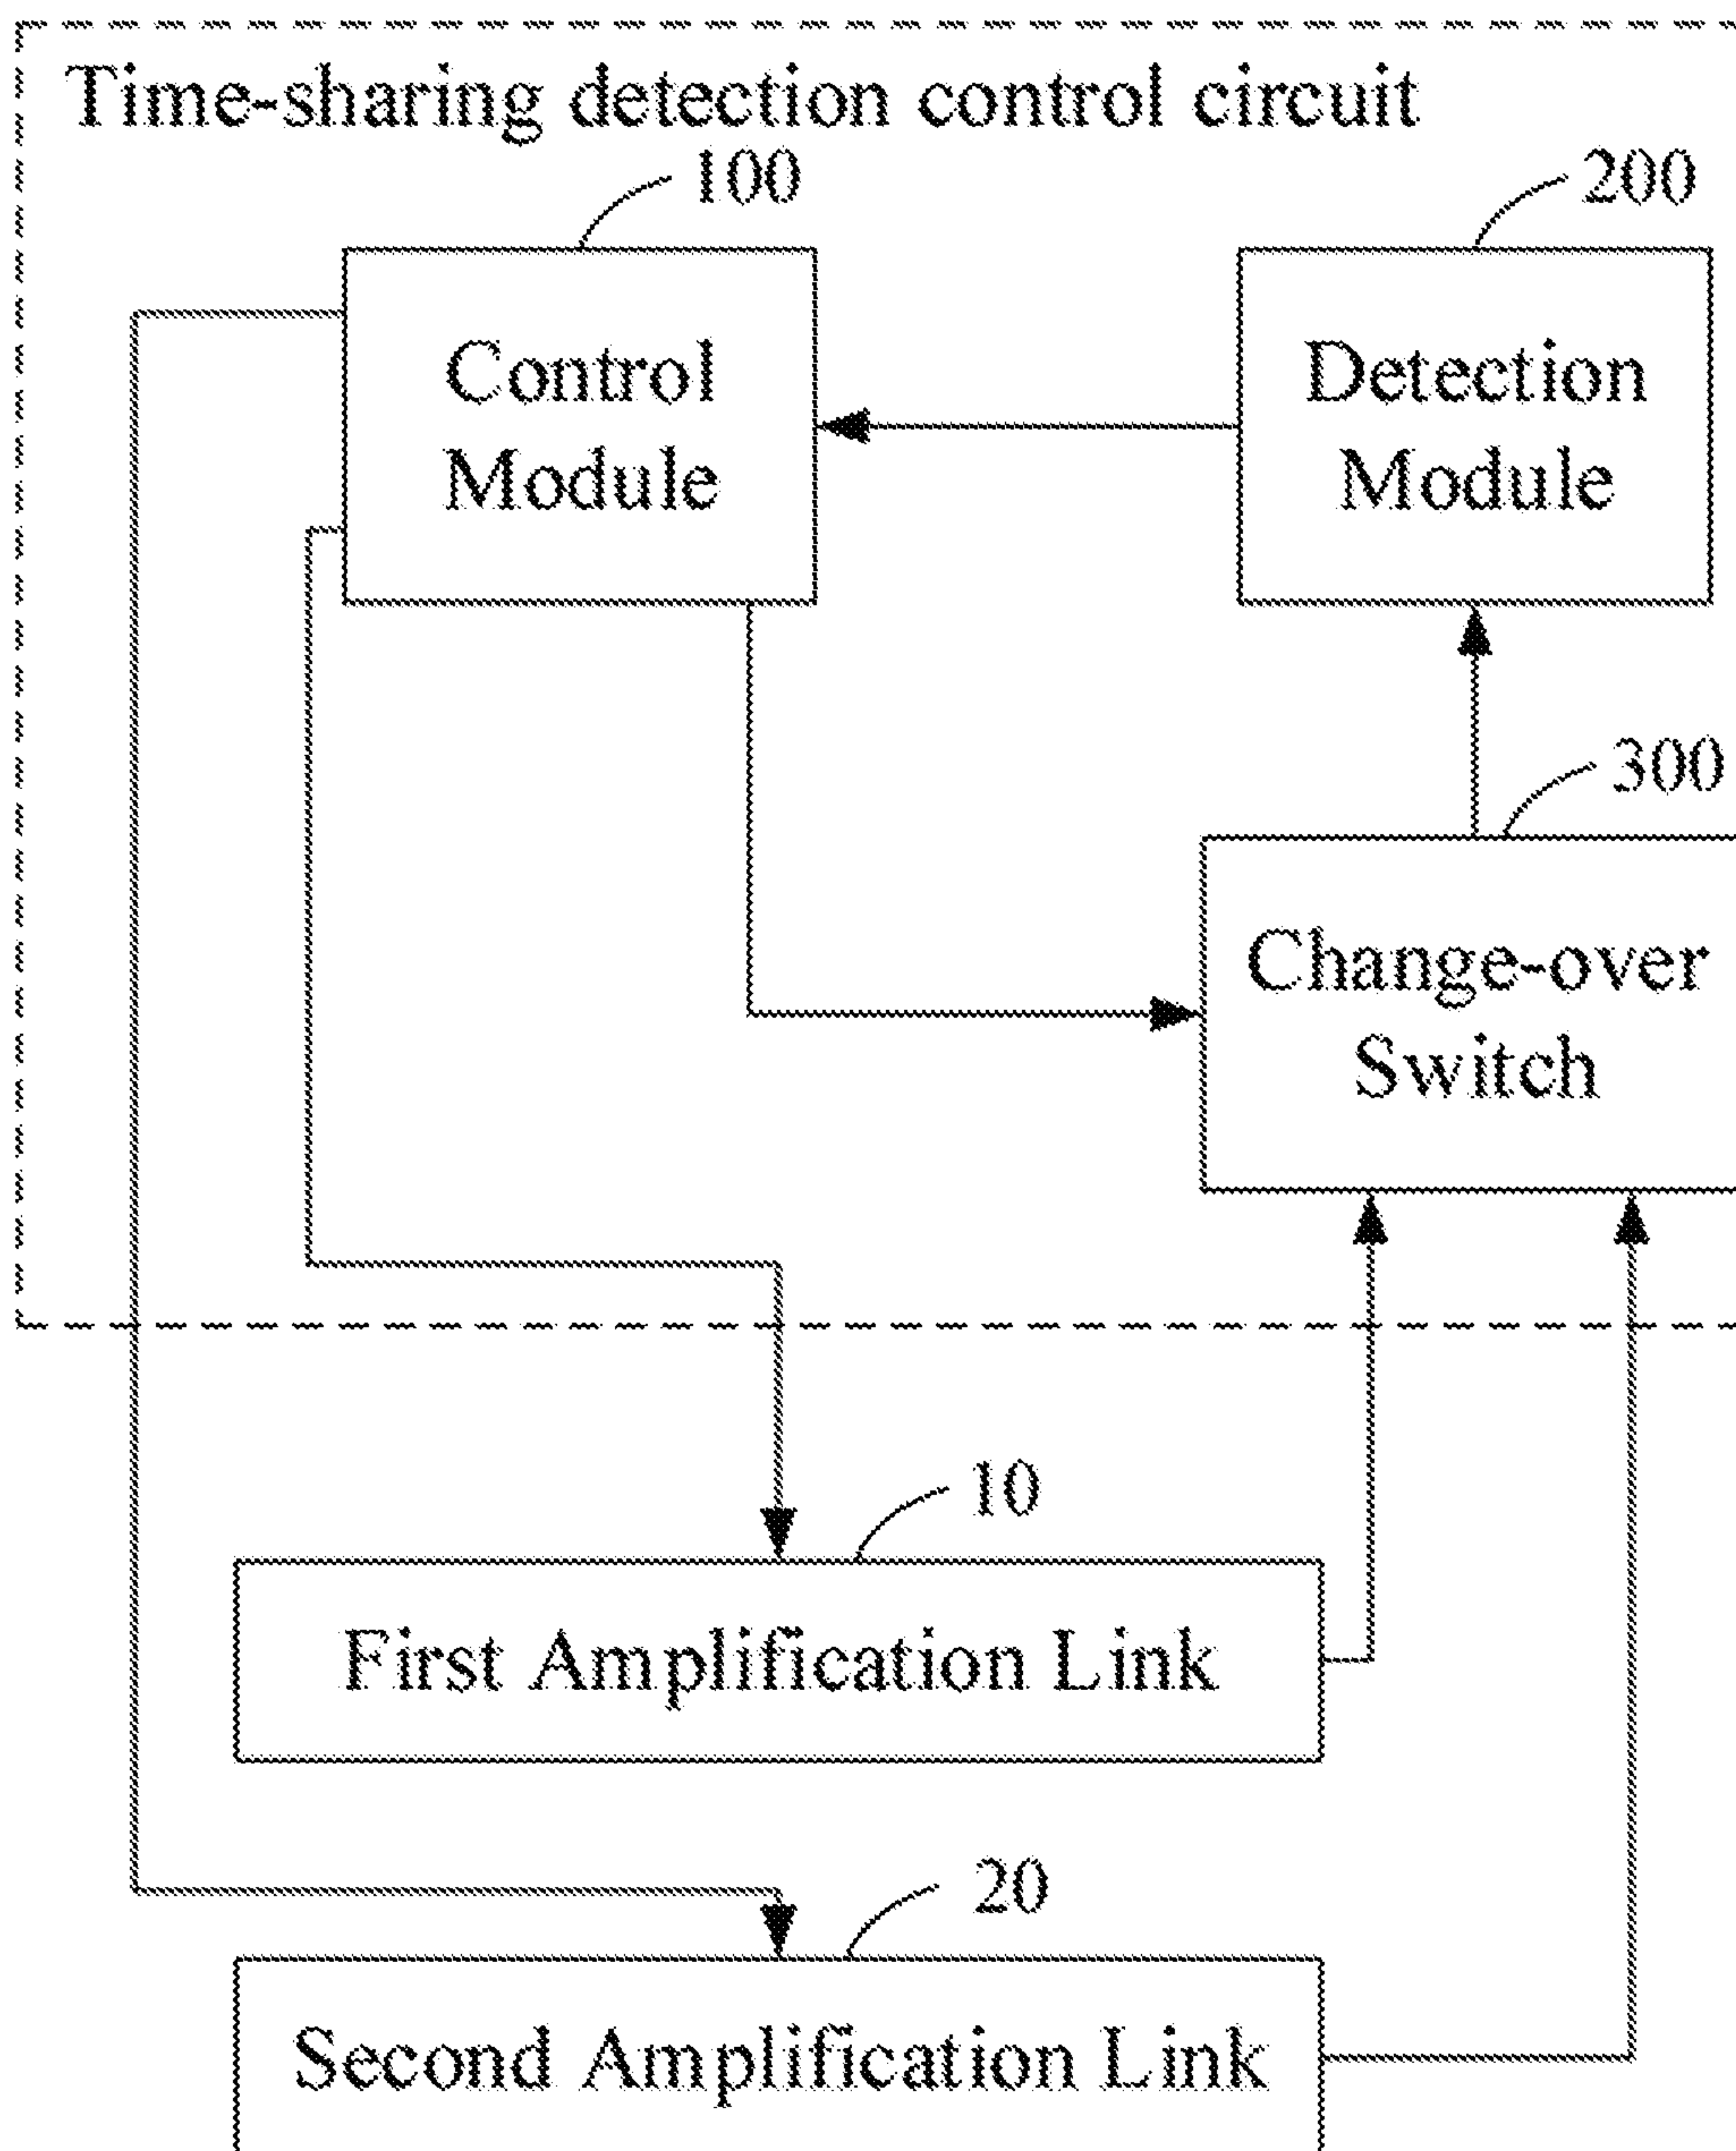 Time-sharing detection control circuit
100
200
Control
Module
Detection
Module
300
Change-over
Switch
10
First Amplification Link
20
Second Amplification Link